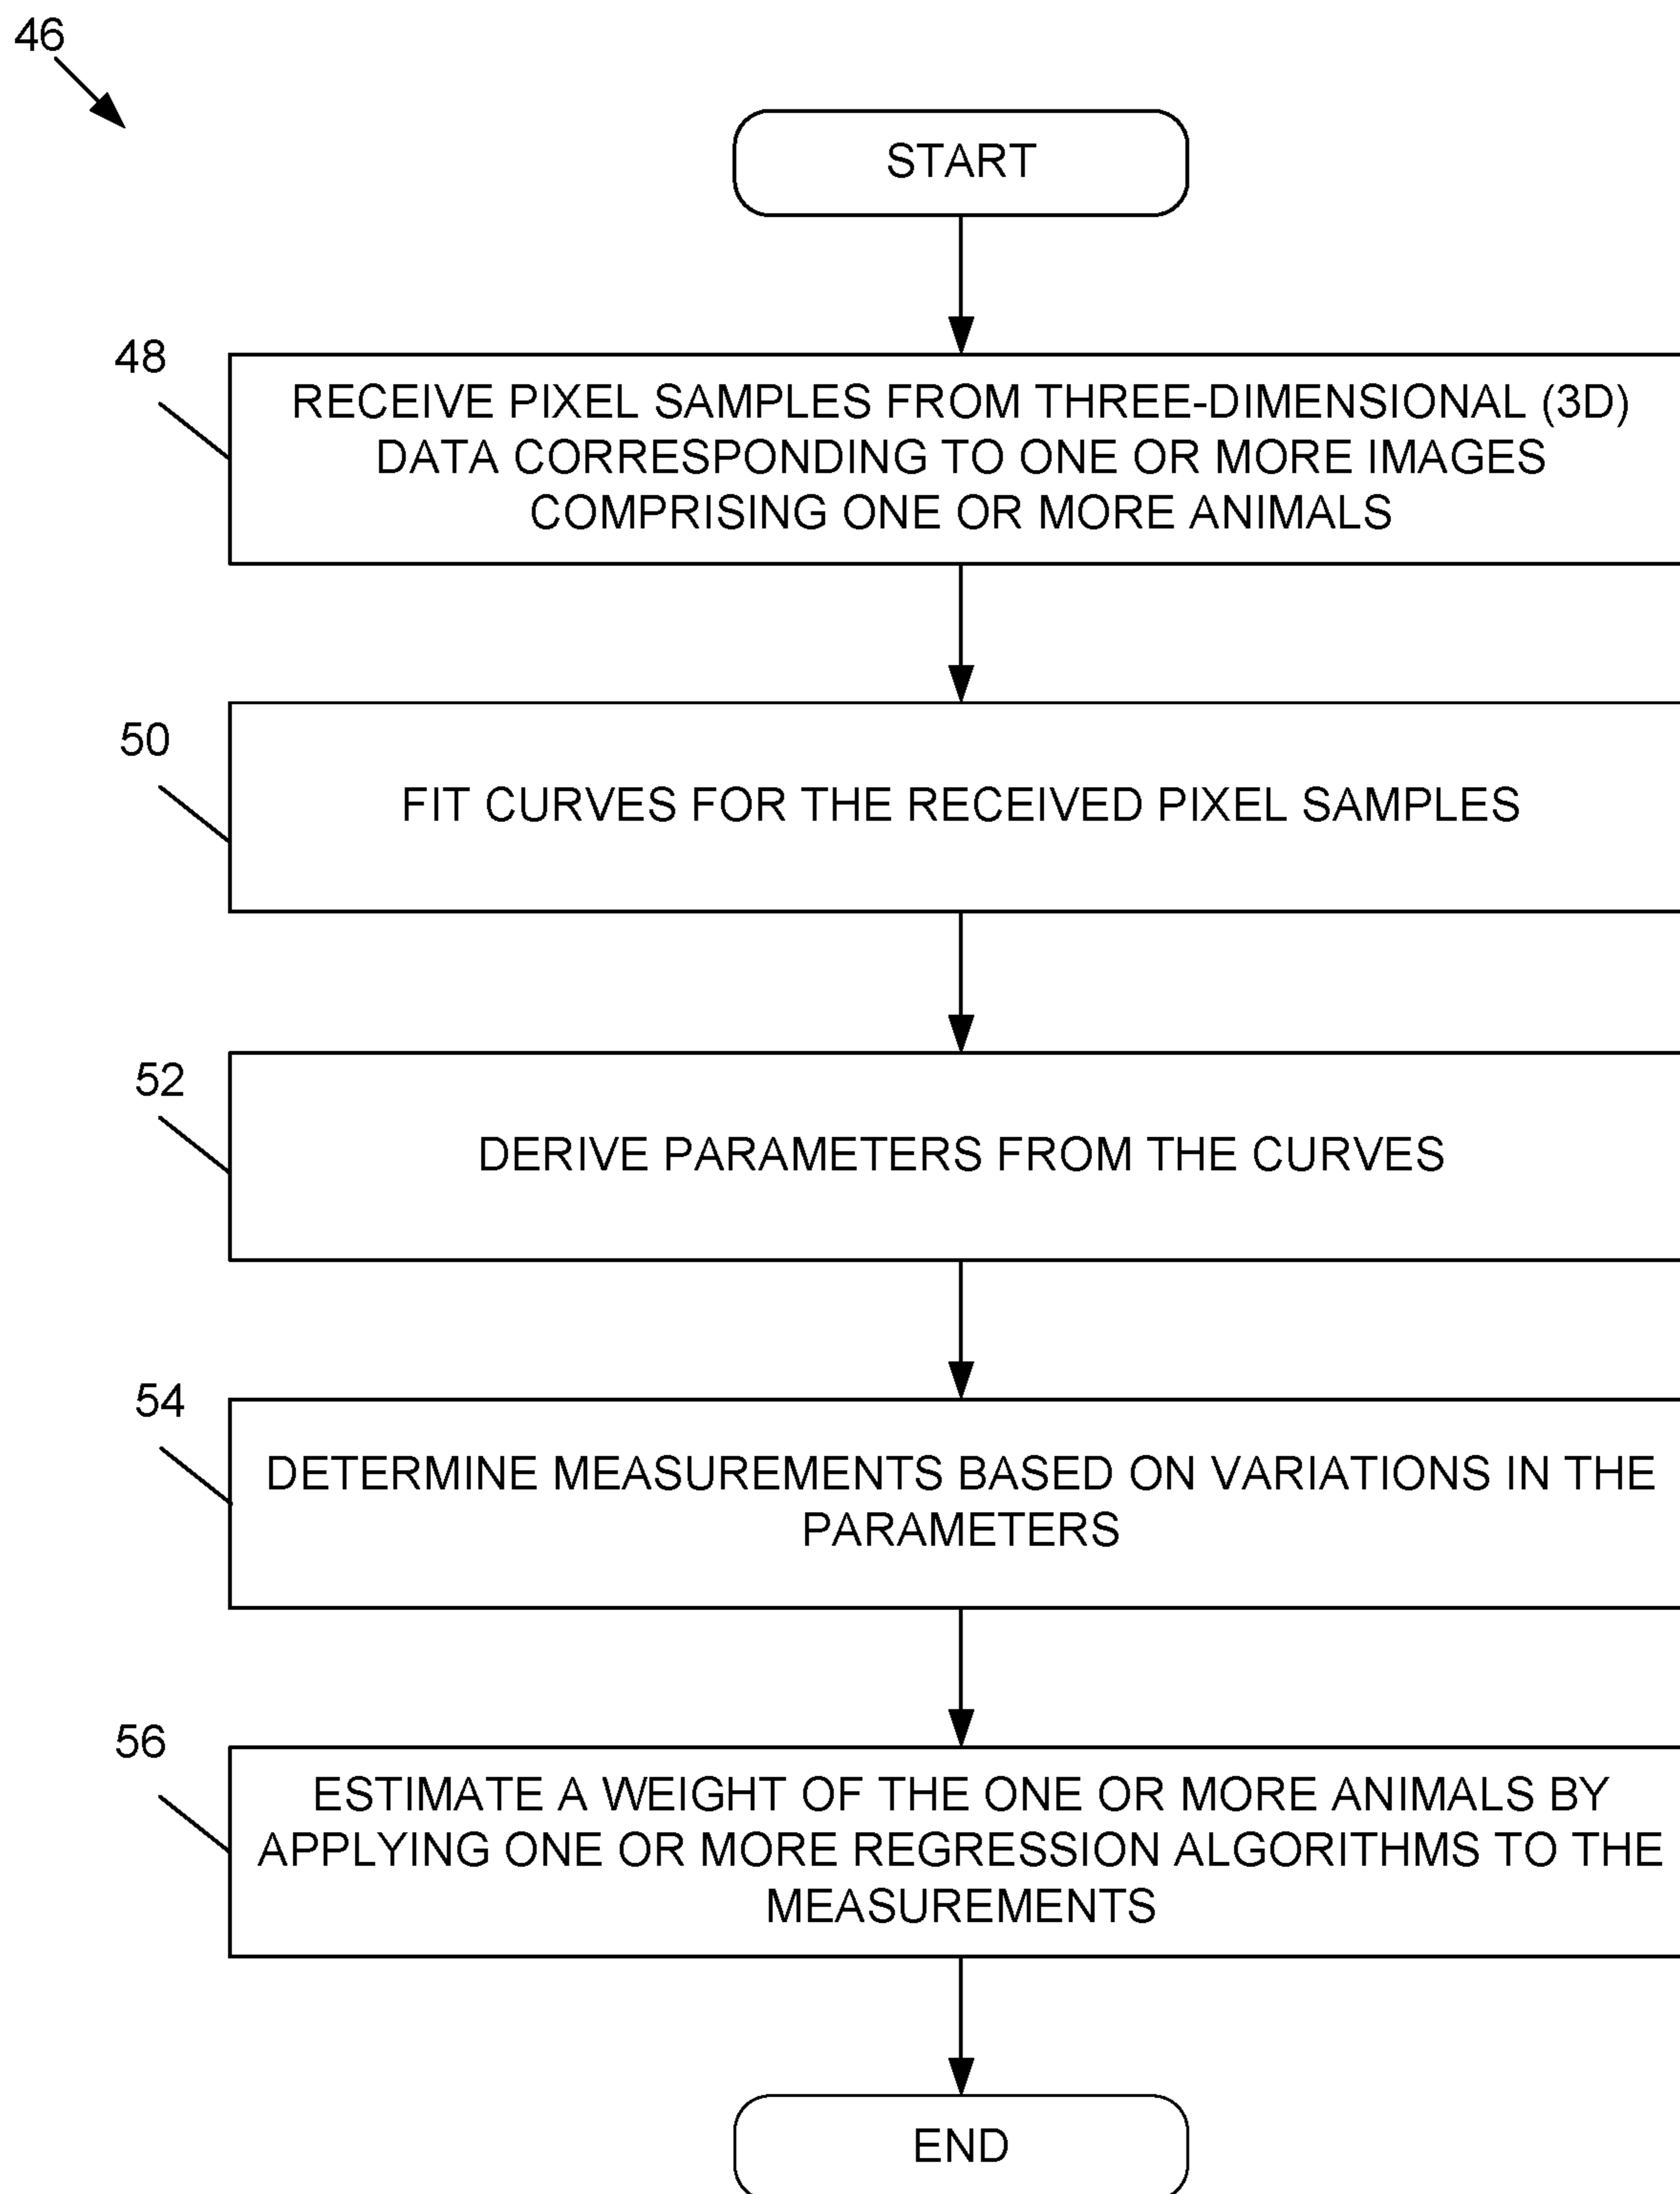 46
START
48
RECEIVE PIXEL SAMPLES FROM THREE-DIMENSIONAL (3D)
DATA CORRESPONDING TO ONE OR MORE IMAGES
COMPRISING ONE OR MORE ANIMALS
50
FIT CURVES FOR THE RECEIVED PIXEL SAMPLES
52
DERIVE PARAMETERS FROM THE CURVES
54
DETERMINE MEASUREMENTS BASED ON VARIATIONS IN THE
PARAMETERS
56
ESTIMATE A WEIGHT OF THE ONE OR MORE ANIMALS BY
APPLYING ONE OR MORE REGRESSION ALGORITHMS TO THE
MEASUREMENTS
END